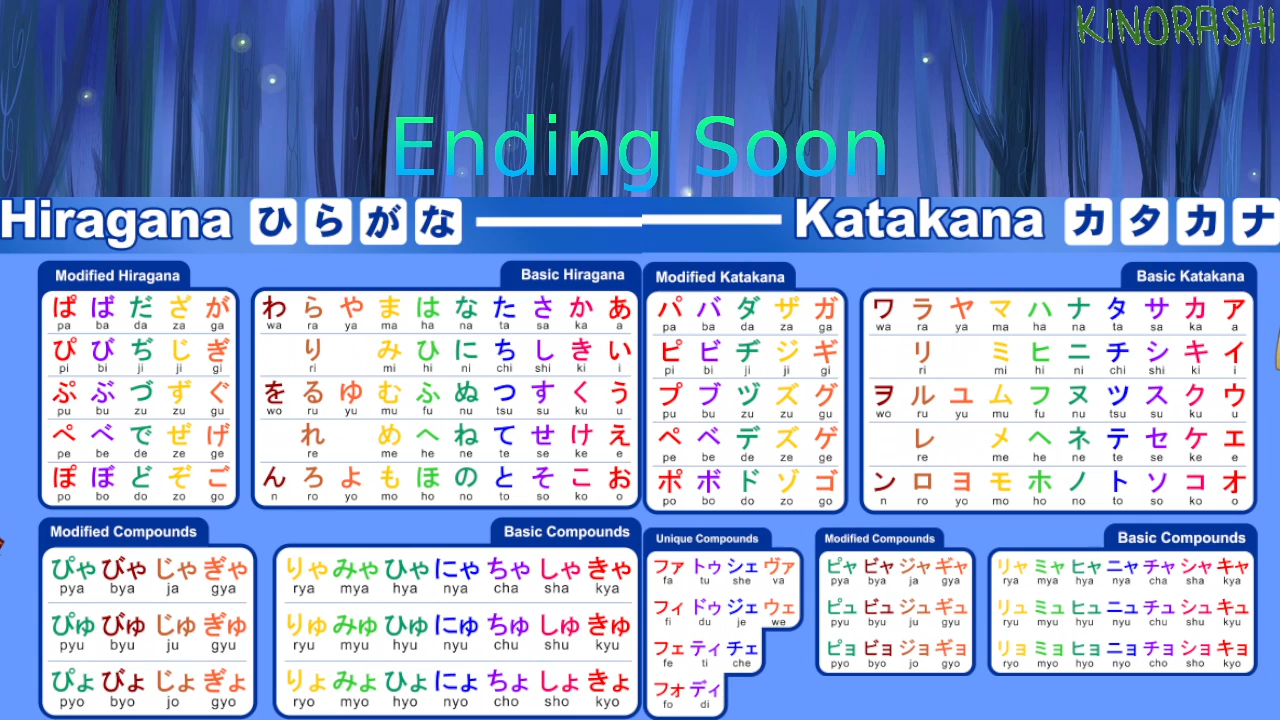 KINORASHI
Ending Soon
Hiragana ひらがな
Katakana カタカナ
Modified Hiragana
ぱ ば だ ざ が
pa ba da za ga
ぴ び ぢ じ ぎ
pi bi ji ji gi
ぷ ぶ づ ず ぐ
pu bu zu zu gu
ぺ べ で ぜ げ
pe be de ze ge
ぽ ぼ ど ぞ ご
po bo do zo go
Basic Hiragana
わ ら や ま は な た さ か あ
wa ra ya ma ha na ta sa ka a
り み ひ に ち し き い
ri mi hi ni chi shi ki i
を る ゆ む ふ ぬ つ す く う
wo ru yu mu fu nu tsu su ku u
れ め へ ね て せ け え
re me he ne te se ke e
ん ろ よ も ほ の と そ こ お
n ro yo mo ho no to so ko o
Modified Katakana
パ バ ダ ザ ガ
pa ba da za ga
ピ ビ ヂ ジ ギ
pi bi ji ji gi
プ ブ ヅ ズ グ
pu bu zu zu gu
ペ ベ デ ズ ゲ
pe be de ze ge
ポ ボ ド ゾ ゴ
po bo do zo go
Basic Katakana
ワ ラ ヤ マ ハ ナ タ サ カ ア
wa ra ya ma ha na ta sa ka a
リ ミ ヒ ニ チ シ キ イ
ri mi hi ni chi shi ki i
ヲ ル ユ ム フ ヌ ツ ス ク ウ
wo ru yu mu fu nu tsu su ku u
レ メ ヘ ネ テ セ ケ エ
re me he ne te se ke e
ン ロ ヨ モ ホ ノ ト ソ コ オ
n ro yo mo ho no to so ko o
Modified Compounds
ぴゃ びゃ じゃ ぎゃ
pya bya ja gya
ぴゅ びゅ じゅ ぎゅ
pyu byu ju gyu
ぴょ びょ じょ ぎょ
pyo byo jo gyo
Basic Compounds
りゃ みゃ ひゃ にゃ ちゃ しゃ きゃ
rya mya hya nya cha sha kya
りゅ みゅ ひゅ にゅ ちゅ しゅ きゅ
ryu myu hyu nyu chu shu kyu
りょ みょ ひょ にょ ちょ しょ きょ
ryo myo hyo nyo cho sho kyo
Unique Compounds
ファ トゥ シェ ヴァ
fa tu she va
フィ ドゥ ジェ ウェ
fi du je we
フェ ティ チェ
fe ti che
フォ ディ
fo di
Modified Compounds
ピャ ビャ ジャ ギャ
pya bya ja gya
ピュ ビュ ジュ ギュ
pyu byu ju gyu
ピョ ビョ ジョ ギョ
pyo byo jo gyo
Basic Compounds
リャ ミャ ヒャ ニャ チャ シャ キャ
rya mya hya nya cha sha kya
リュ ミュ ヒュ ニュ チュ シュ キュ
ryu myu hyu nyu chu shu kyu
リョ ミョ ヒョ ニョ チョ ショ キョ
ryo myo hyo nyo cho sho kyo